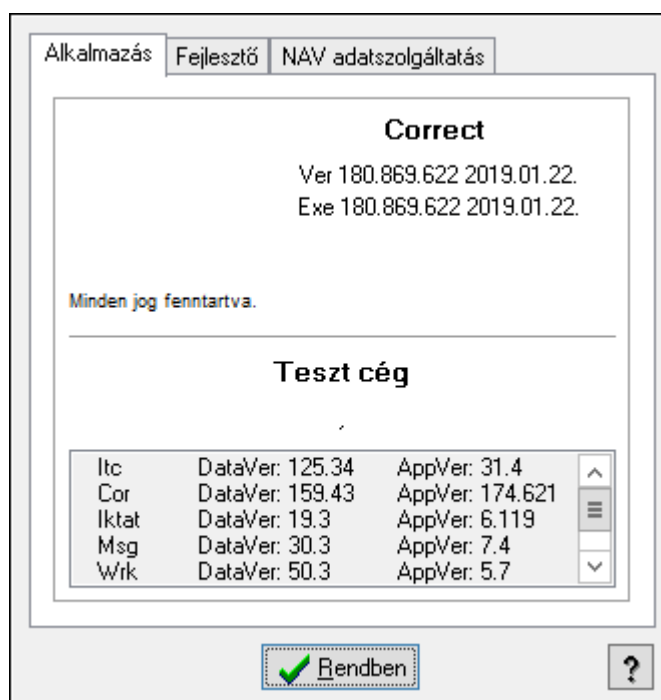 Alkalmazás Fejlesztő NAV adatszolgáltatás
Correct
Ver 180.869.622 2019.01.22.
Exe 180.869.622 2019.01.22.
Minden jog fenntartva.
Teszt cég
,
Itc DataVer: 125.34 AppVer: 31.4
Cor DataVer: 159.43 AppVer: 174.621
Iktat DataVer: 19.3 AppVer: 6.119
Msg DataVer: 30.3 AppVer: 7.4
Wrk DataVer: 50.3 AppVer: 5.7
Rendben ?